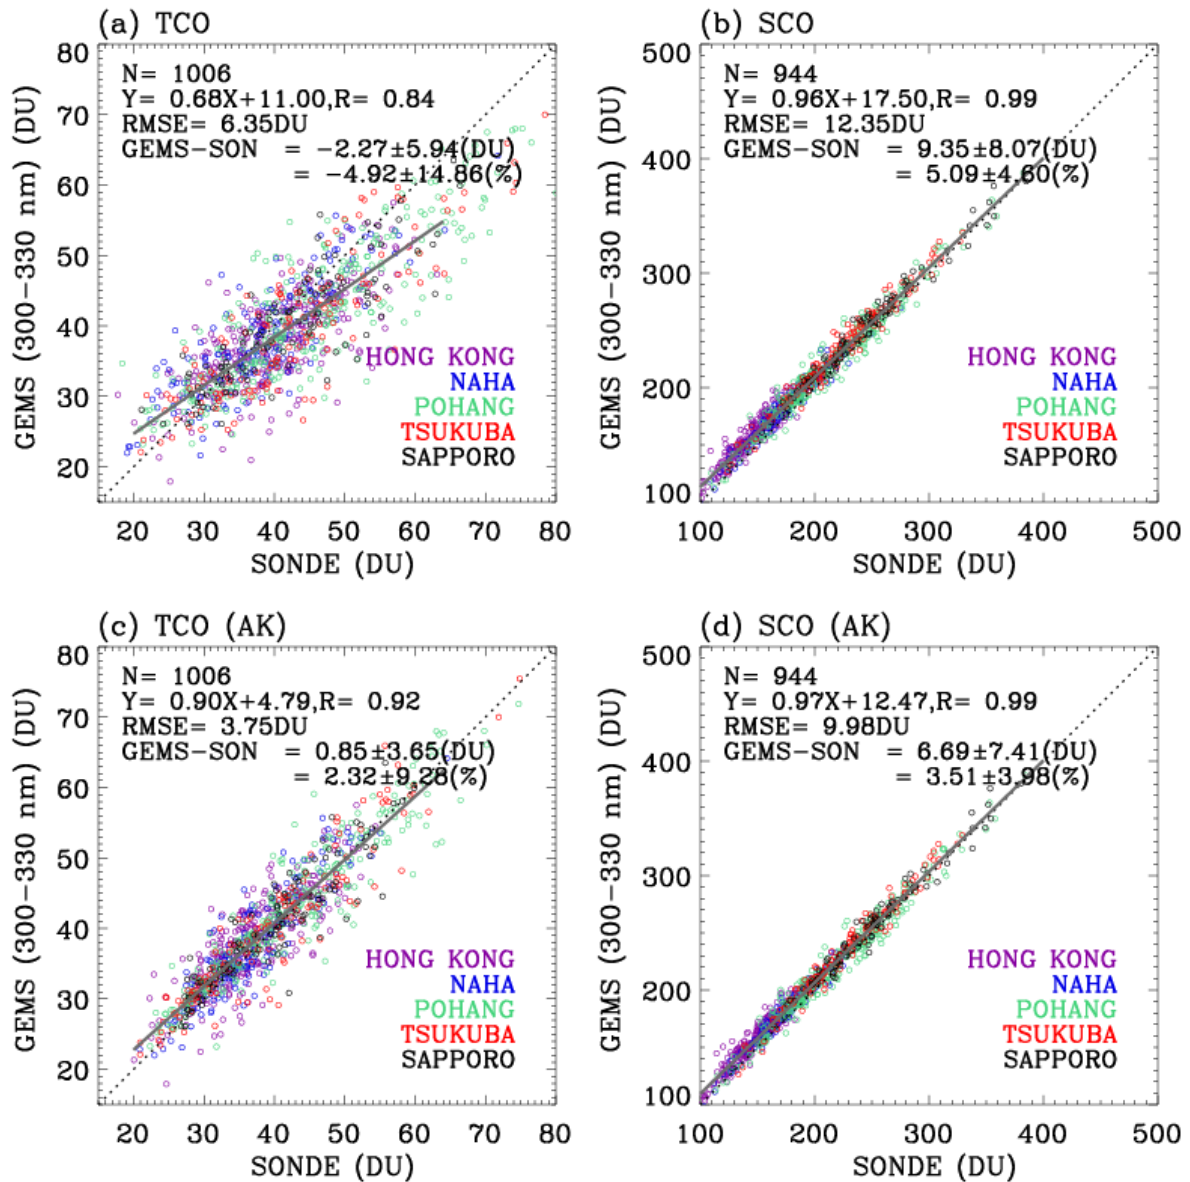 (a) TCO
80
70
60
50
40
30
20
GEMS (300-330 nm) (DU)
N= 1006
Y= 0.68X+11.00,R= 0.84
RMSE= 6.35DU
GEMS-SON = -2.27±5.94(DU)
= -4.92±14.86(%)
HONG KONG
NAHA
POHANG
TSUKUBA
SAPPORO
20 30 40 50 60 70 80
SONDE (DU)
(b) SCO
500
400
300
200
100
GEMS (300-330 nm) (DU)
N= 944
Y= 0.96X+17.50,R= 0.99
RMSE= 12.35DU
GEMS-SON = 9.35±8.07(DU)
= 5.09±4.60(%)
HONG KONG
NAHA
POHANG
TSUKUBA
SAPPORO
100 200 300 400 500
SONDE (DU)
(c) TCO (AK)
80
70
60
50
40
30
20
GEMS (300-330 nm) (DU)
N= 1006
Y= 0.90X+4.79,R= 0.92
RMSE= 3.75DU
GEMS-SON = 0.85±3.65(DU)
= 2.32±9.28(%)
HONG KONG
NAHA
POHANG
TSUKUBA
SAPPORO
20 30 40 50 60 70 80
SONDE (DU)
(d) SCO (AK)
500
400
300
200
100
GEMS (300-330 nm) (DU)
N= 944
Y= 0.97X+12.47,R= 0.99
RMSE= 9.98DU
GEMS-SON = 6.69±7.41(DU)
= 3.51±3.98(%)
HONG KONG
NAHA
POHANG
TSUKUBA
SAPPORO
100 200 300 400 500
SONDE (DU)